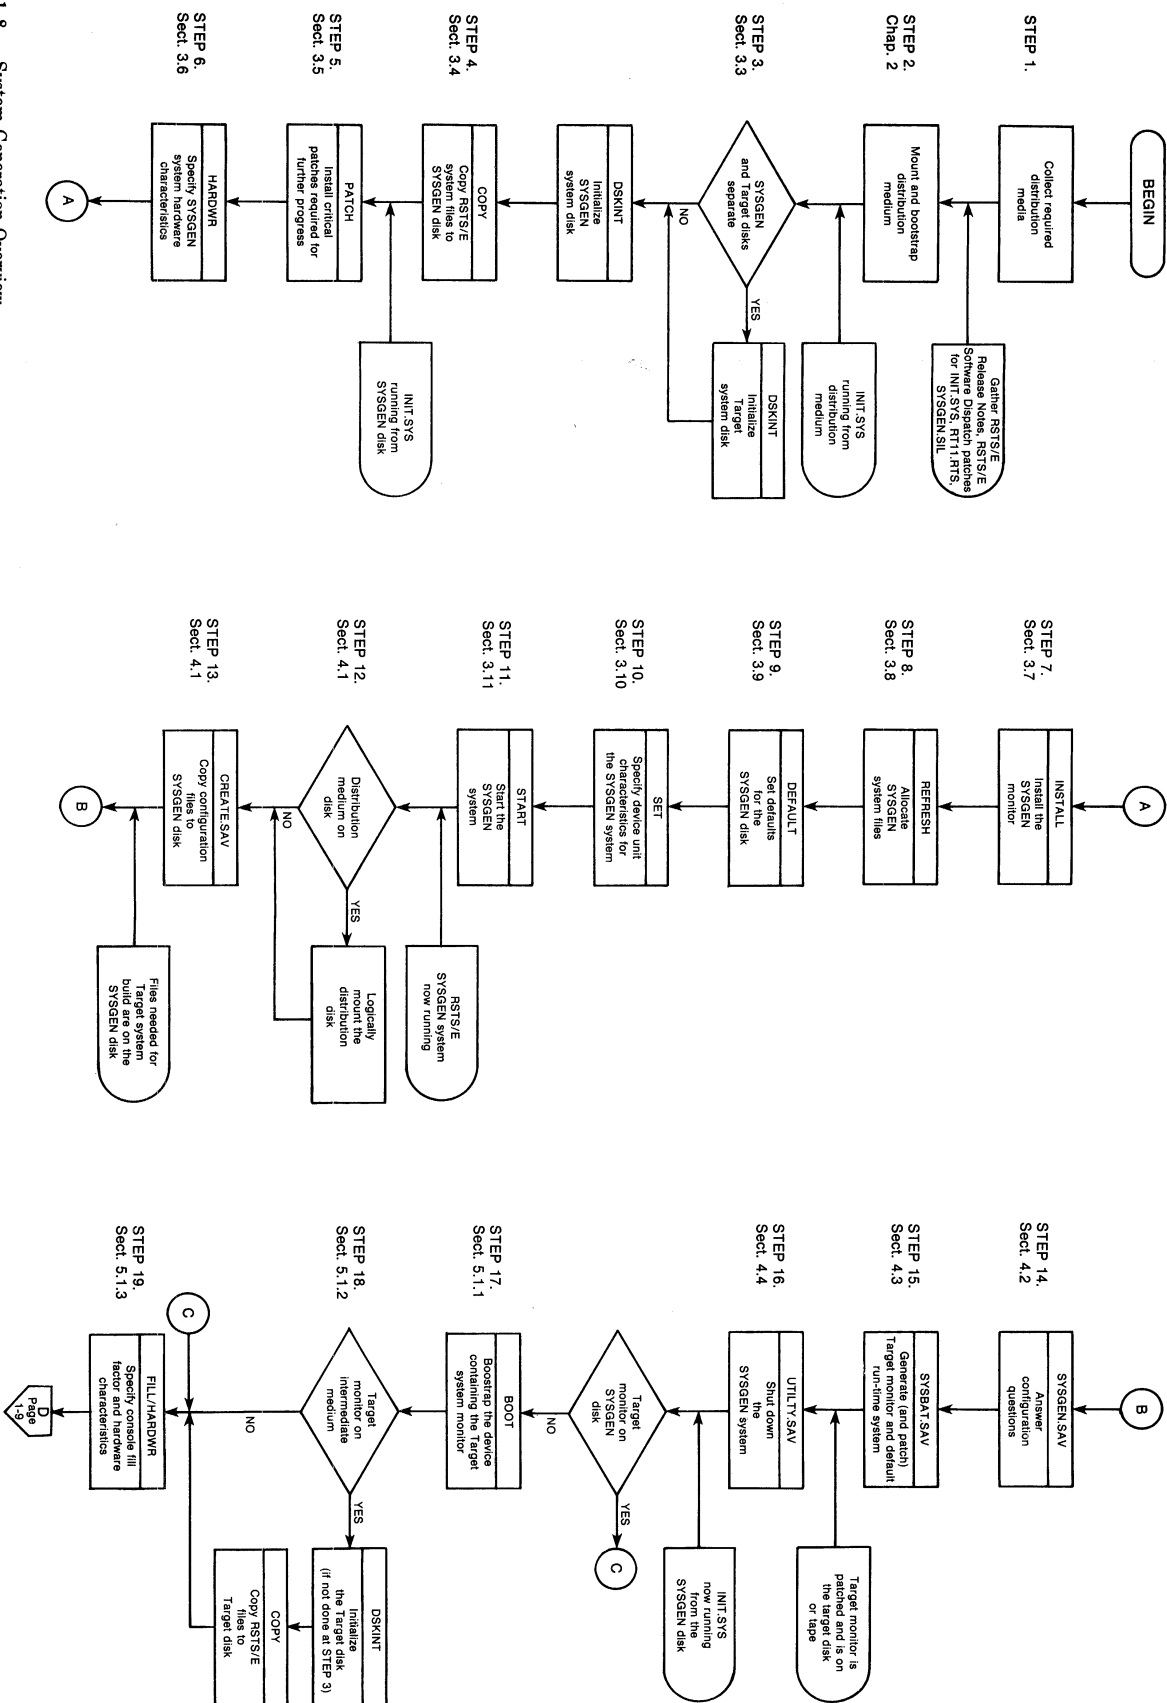 BEGIN
STEP 1.
Collect required
distribution
media
Gather RSTS/E
Release Notes, RSTS/E
Software Dispatch patches
for INIT.SYS, RT11.RTS,
SYSGEN.SIL
STEP 2.
Chap. 2
Mount and bootstrap
distribution
medium
INIT.SYS
running from
distribution
medium
STEP 3.
Sect. 3.3
SYSGEN
and Target disks
separate
YES
NO
DSKINT
Initialize
Target
system disk
DSKINT
Initialize
SYSGEN
system disk
STEP 4.
Sect. 3.4
COPY
Copy RSTS/E
system files to
SYSGEN disk
INIT.SYS
running from
SYSGEN disk
STEP 5.
Sect. 3.5
PATCH
Install critical
patches required for
further progress
STEP 6.
Sect. 3.6
HARDWR
Specify SYSGEN
system hardware
characteristics
A
A
STEP 7.
Sect. 3.7
INSTALL
Install the
SYSGEN
monitor
STEP 8.
Sect. 3.8
REFRESH
Allocate
SYSGEN
system files
STEP 9.
Sect. 3.9
DEFAULT
Set defaults
for the
SYSGEN disk
STEP 10.
Sect. 3.10
SET
Specify device unit
characteristics for
the SYSGEN system
STEP 11.
Sect. 3.11
START
Start the
SYSGEN
system
RSTS/E
SYSGEN system
now running
STEP 12.
Sect. 4.1
Distribution
medium on
disk
YES
NO
Logically
mount the
distribution
disk
STEP 13.
Sect. 4.1
CREATE.SAV
Copy configuration
files to
SYSGEN disk
Files needed for
Target system
build are on the
SYSGEN disk
B
B
STEP 14.
Sect. 4.2
SYSGEN.SAV
Answer
configuration
questions
STEP 15.
Sect. 4.3
SYSBAT.SAV
Generate (and patch)
Target monitor and default
run-time system
Target monitor is
patched and is on
the target disk
or tape
STEP 16.
Sect. 4.4
UTILTY.SAV
Shut down
the
SYSGEN system
INIT.SYS
now running
from the
SYSGEN disk
Target
monitor on
SYSGEN
disk
YES
C
NO
STEP 17.
Sect. 5.1.1
BOOT
Boostrap the device
containing the Target
system monitor
STEP 18.
Sect. 5.1.2
Target
monitor on
intermediate
medium
YES
NO
DSKINT
Initialize
the Target disk
(if not done at STEP 3)
COPY
Copy RSTS/E
files to
Target disk
C
STEP 19.
Sect. 5.1.3
FILL/HARDWR
Specify console fill
factor and hardware
characteristics
D
Page
1-9
System Generation Overview